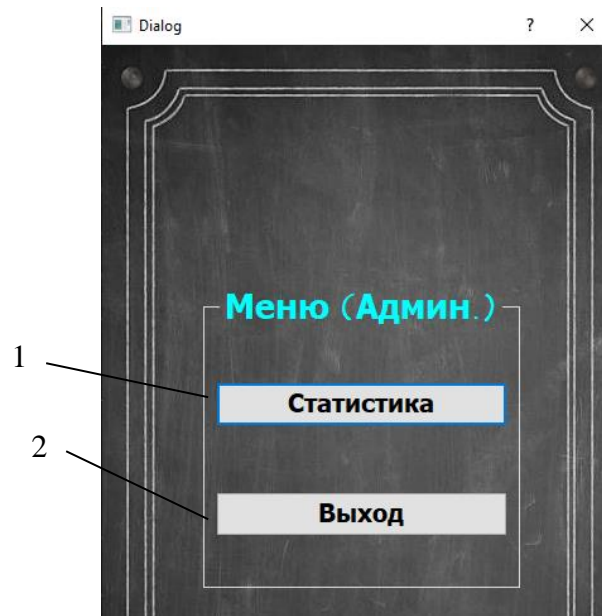 Dialog ?
Меню (Админ.)
1
Статистика
2
Выход